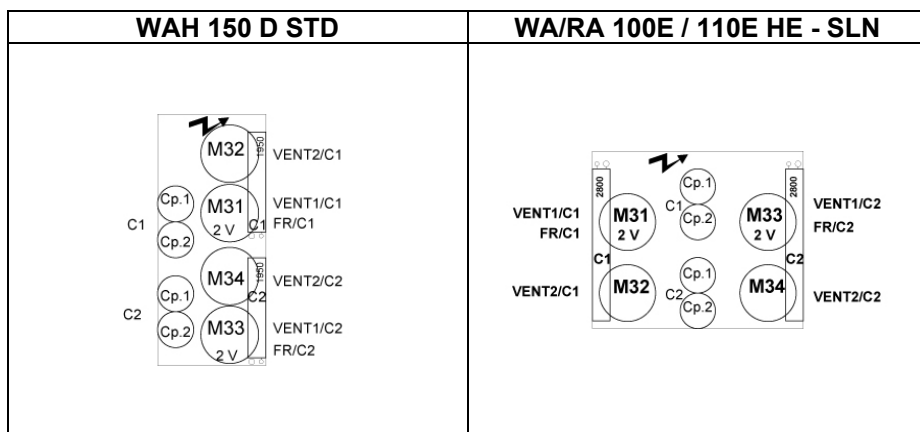 WAH 150 D STD
M32
1950
VENT2/C1
Cp.1
M31
VENT1/C1
C1
C1
FR/C1
2 V
Cp.2
M34
1950
VENT2/C2
Cp.1
C2
C2
M33
VENT1/C2
Cp.2
2 V
FR/C2
WA/RA 100E / 110E HE - SLN
2800
Cp.1
2800
VENT1/C1
M31
C1
M33
VENT1/C2
FR/C1
2 V
Cp.2
2 V
FR/C2
C1
C2
Cp.1
VENT2/C1
M32
C2
M34
VENT2/C2
Cp.2